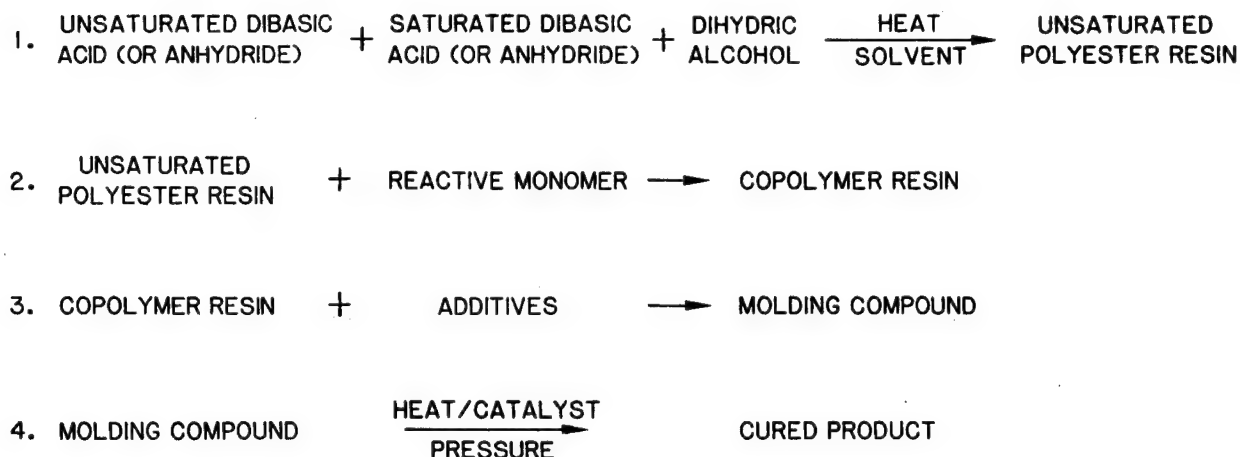 1. UNSATURATED DIBASIC ACID (OR ANHYDRIDE) + SATURATED DIBASIC ACID (OR ANHYDRIDE) + DIHYDRIC ALCOHOL HEAT SOLVENT UNSATURATED POLYESTER RESIN
2. UNSATURATED POLYESTER RESIN + REACTIVE MONOMER → COPOLYMER RESIN
3. COPOLYMER RESIN + ADDITIVES → MOLDING COMPOUND
4. MOLDING COMPOUND HEAT/CATALYST PRESSURE CURED PRODUCT